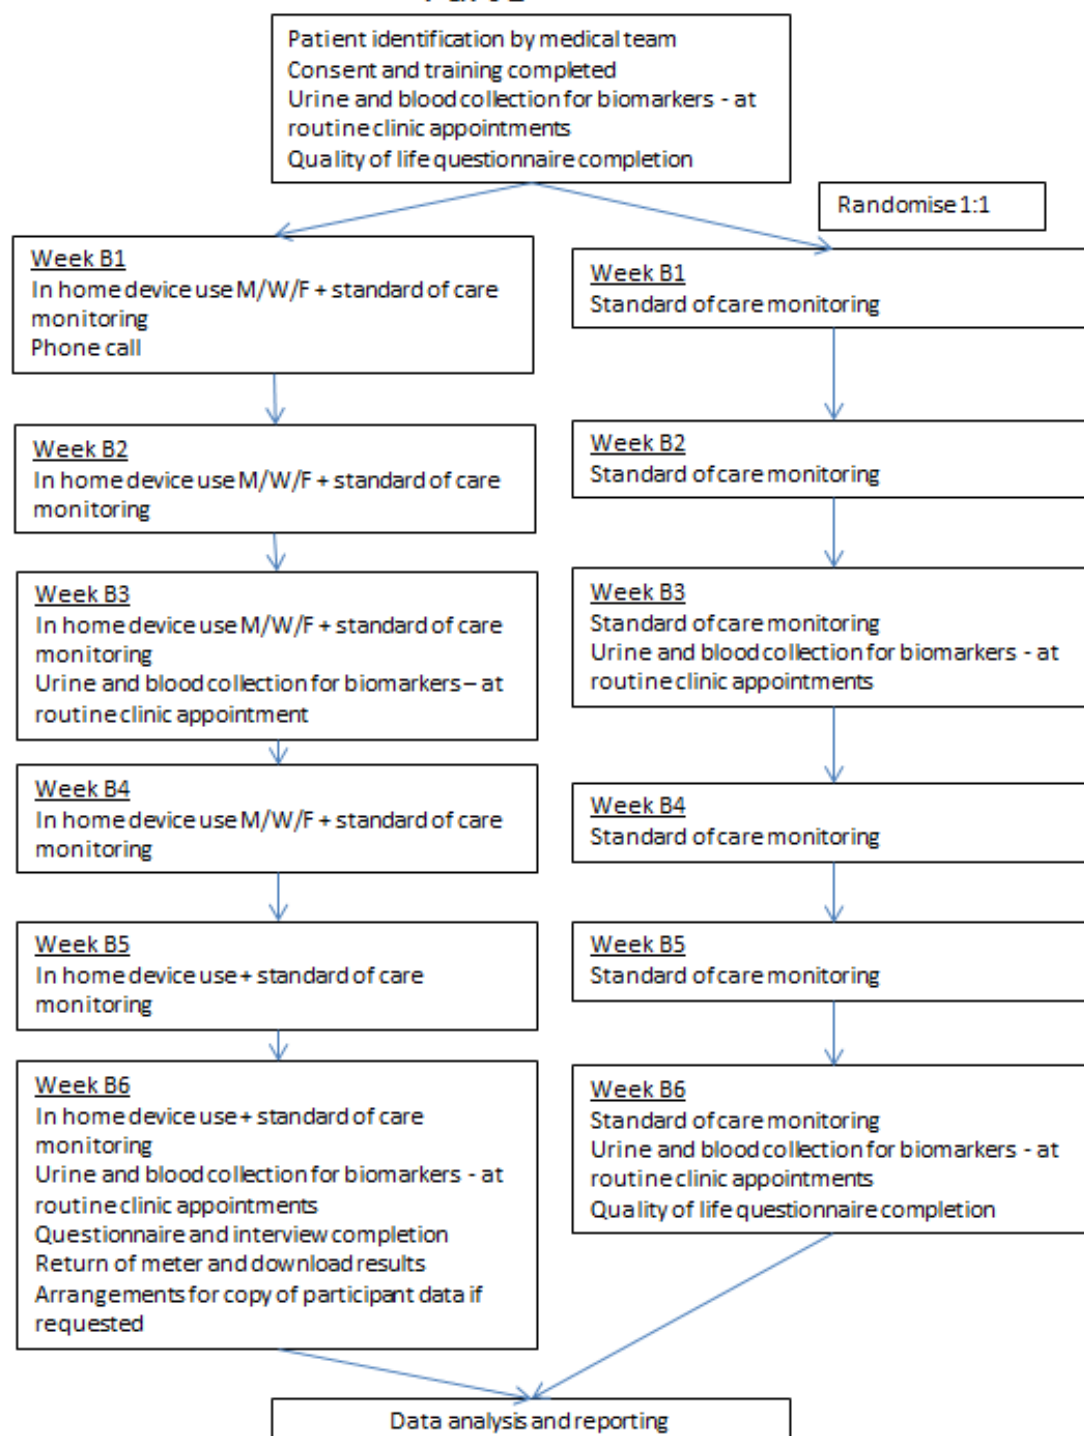 Patient identification by medical team
Consent and training completed
Urine and blood collection for biomarkers - at
routine clinic appointments
Quality of life questionnaire completion
Randomise 1:1
Week B1
In home device use M/W/F + standard of care
monitoring
Phone call
Week B1
Standard of care monitoring
Week B2
In home device use M/W/F + standard of care
monitoring
Week B2
Standard of care monitoring
Week B3
In home device use M/W/F + standard of care
monitoring
Urine and blood collection for biomarkers – at
routine clinic appointment
Week B3
Standard of care monitoring
Urine and blood collection for biomarkers - at
routine clinic appointments
Week B4
In home device use M/W/F + standard of care
monitoring
Week B4
Standard of care monitoring
Week B5
In home device use + standard of care
monitoring
Week B5
Standard of care monitoring
Week B6
In home device use + standard of care
monitoring
Urine and blood collection for biomarkers - at
routine clinic appointments
Questionnaire and interview completion
Return of meter and download results
Arrangements for copy of participant data if
requested
Week B6
Standard of care monitoring
Urine and blood collection for biomarkers - at
routine clinic appointments
Quality of life questionnaire completion
Data analysis and reporting